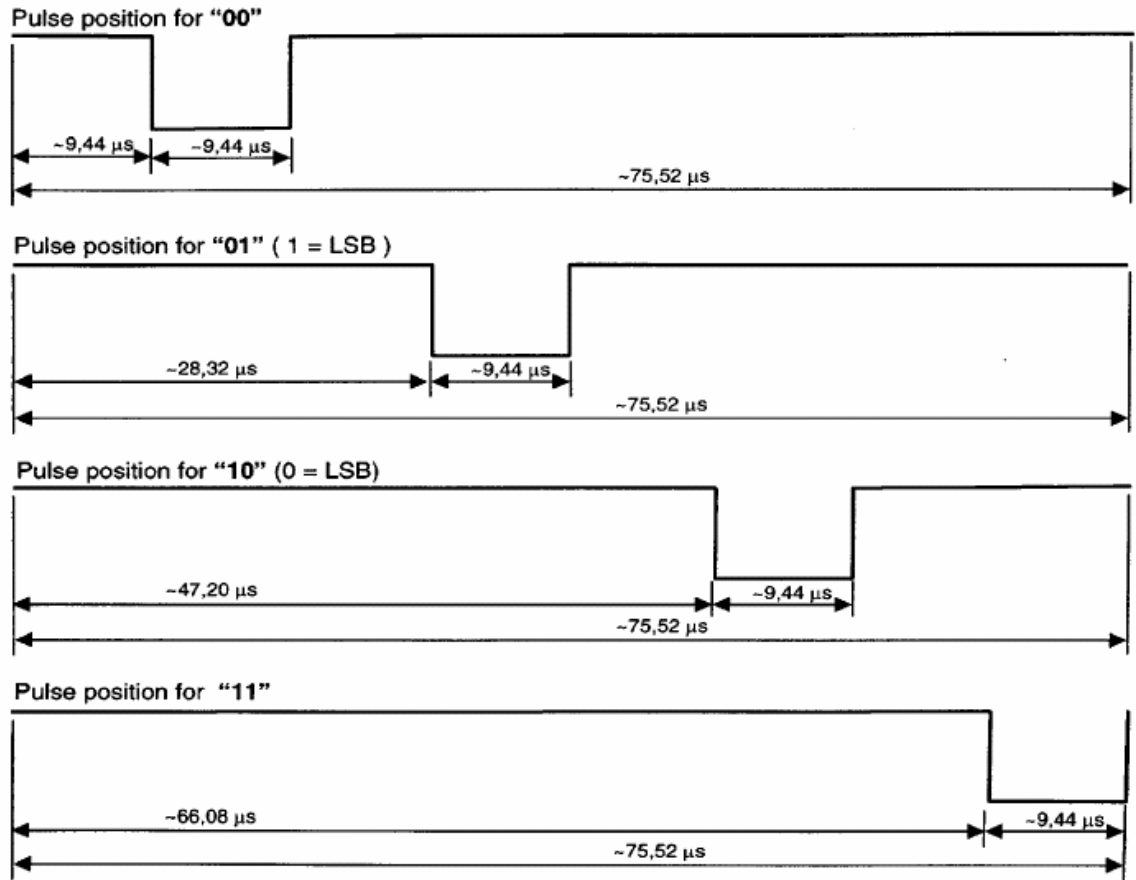 Pulse position for “00”
~9,44 µs ~9,44 µs
~75,52 µs
Pulse position for “01” ( 1 = LSB )
~28,32 µs ~9,44 µs
~75,52 µs
Pulse position for “10” (0 = LSB)
~47,20 µs ~9,44 µs
~75,52 µs
Pulse position for “11”
~66,08 µs ~9,44 µs
~75,52 µs